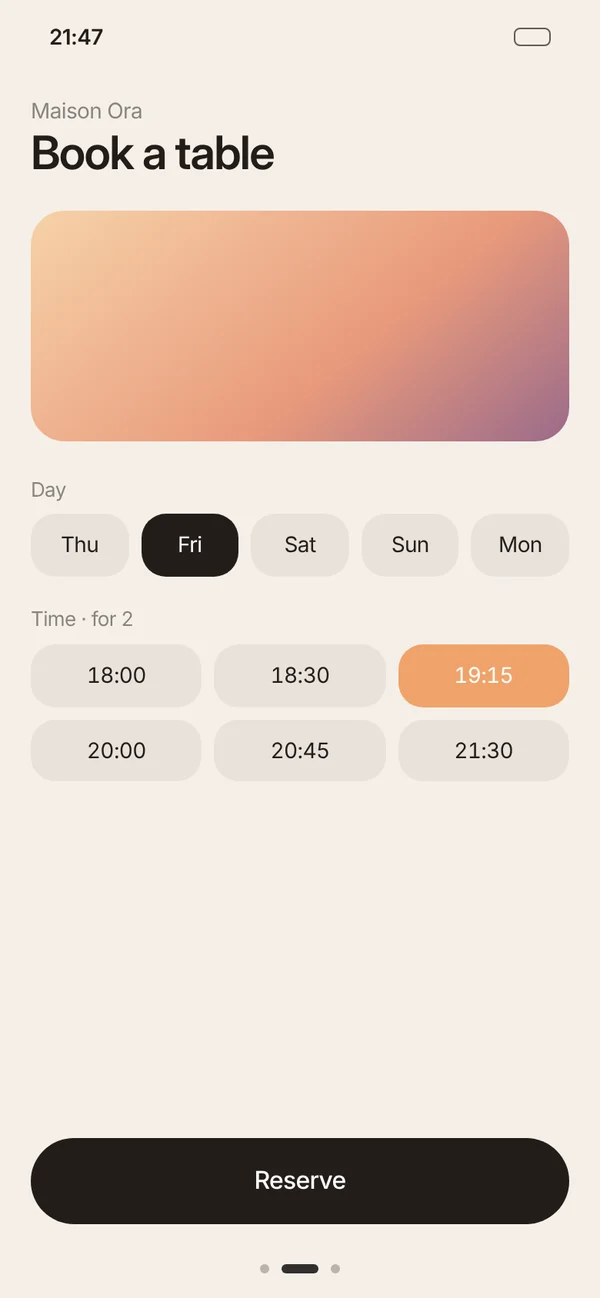 21:47
Maison Ora
Book a table
Day
Thu Fri Sat Sun Mon
Time · for 2
18:00 18:30 19:15
20:00 20:45 21:30
Reserve